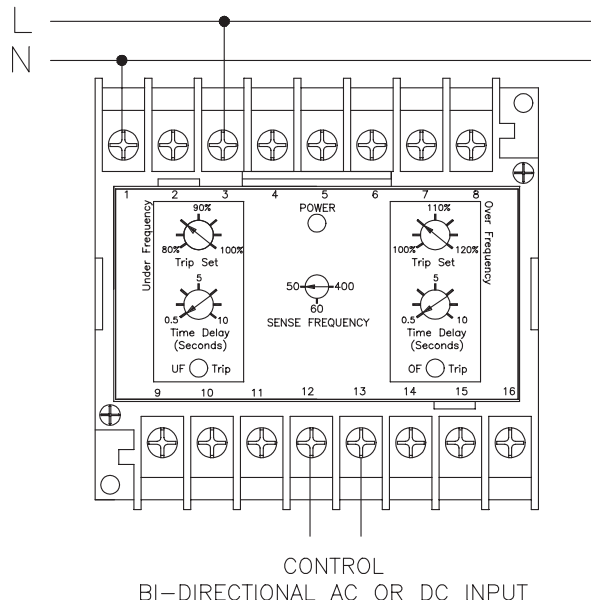 L
N
1 2 3 4 5 6 7 8
Under Frequency
90%
80% 100%
Trip Set
5
0.5 10
Time Delay
(Seconds)
UF Trip
POWER
50 400
60
SENSE FREQUENCY
Over Frequency
110%
100% 120%
Trip Set
5
0.5 10
Time Delay
(Seconds)
OF Trip
9 10 11 12 13 14 15 16
CONTROL
BI-DIRECTIONAL AC OR DC INPUT